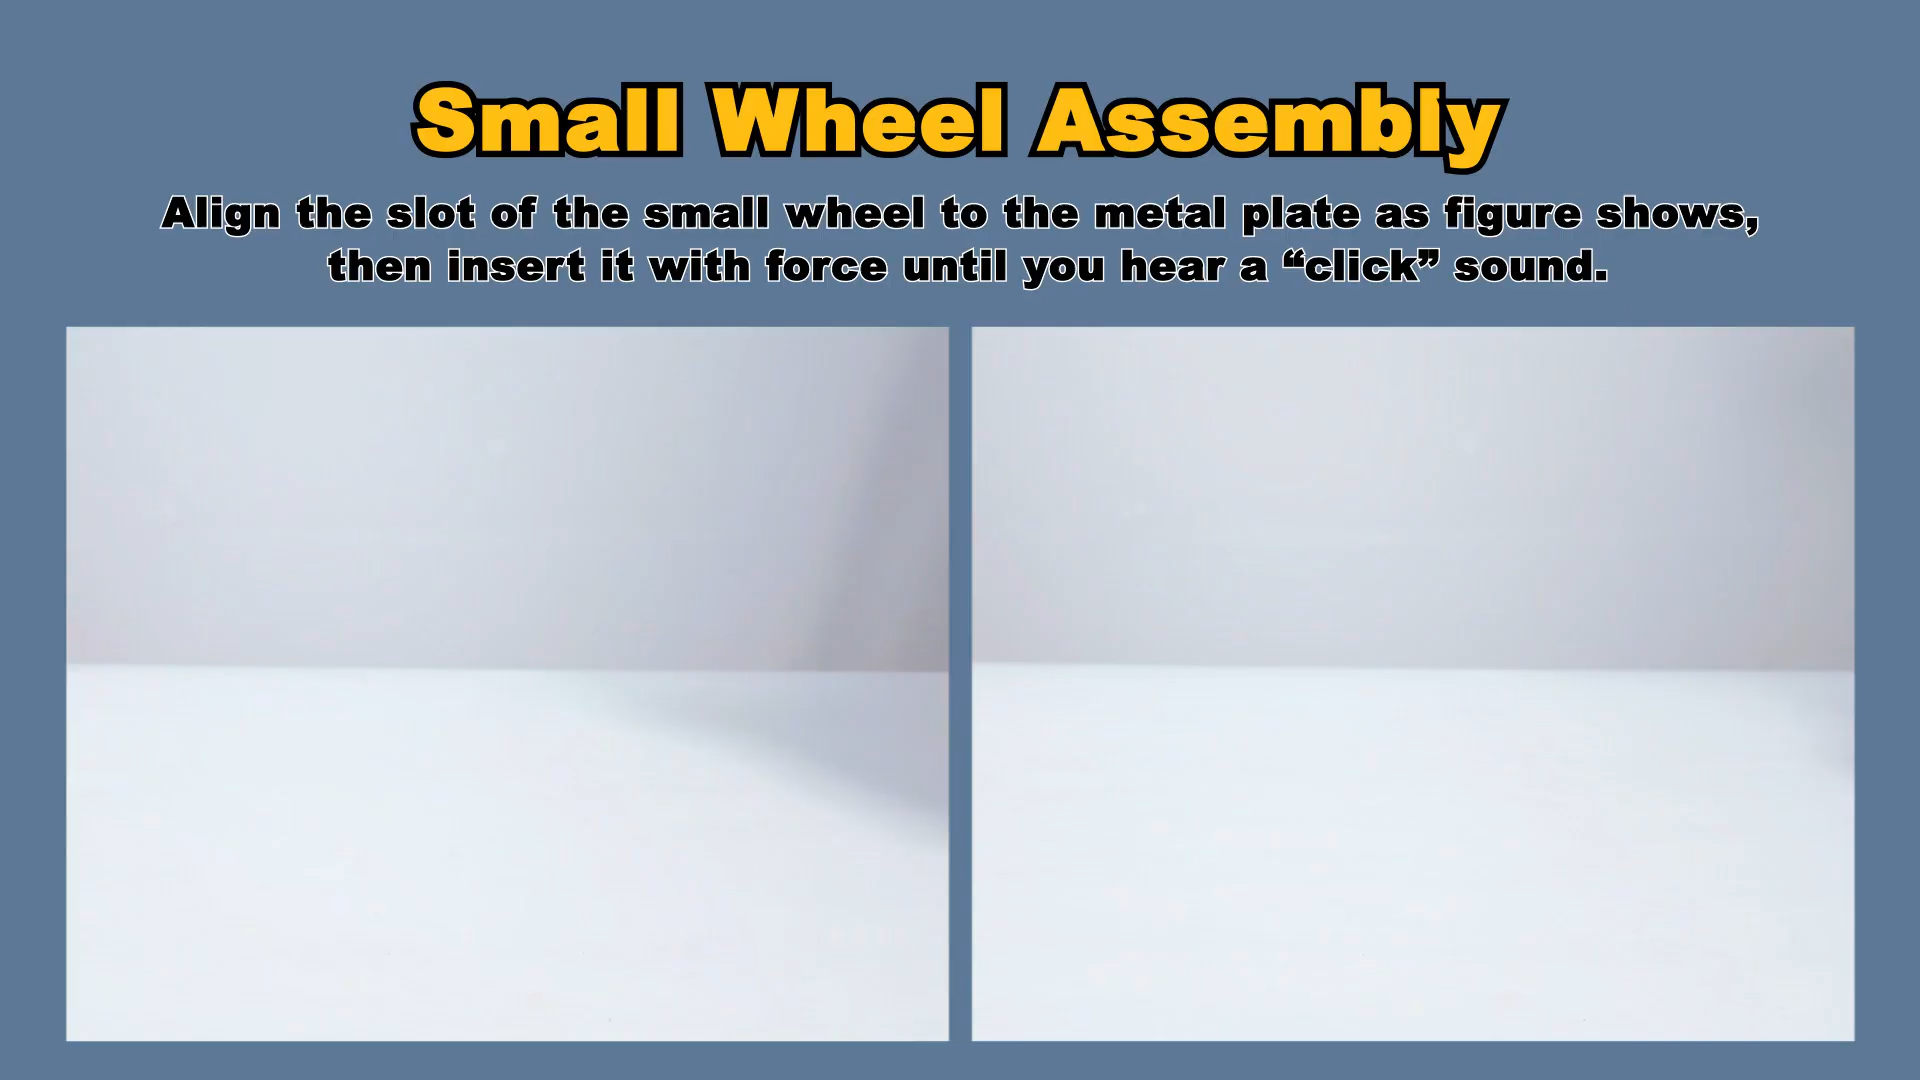 Small Wheel Assembly
Align the slot of the small wheel to the metal plate as figure shows,
then insert it with force until you hear a “click” sound.